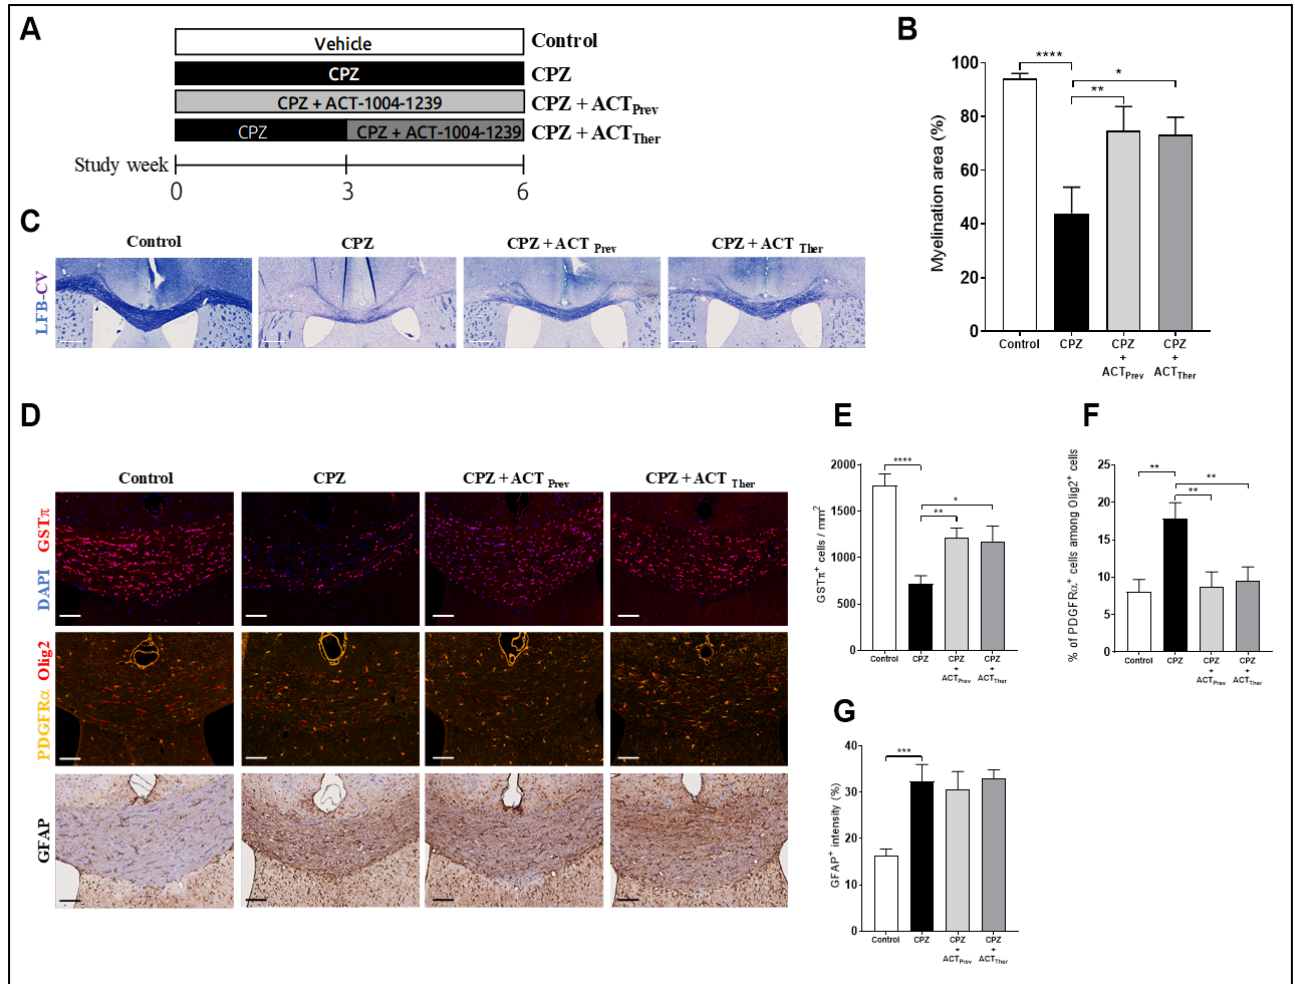 A
Vehicle
Control
CPZ
CPZ
CPZ + ACT-1004-1239
CPZ + ACTPrev
CPZ
CPZ + ACT-1004-1239
CPZ + ACTTher
Study week
0
3
6
B
Myelination area (%)
100
80
60
40
20
0
****
*
**
Control
CPZ
CPZ
+
ACTPrev
CPZ
+
ACTTher
C
Control
CPZ
CPZ + ACT Prev
CPZ + ACT Ther
LFB-CV
D
Control
CPZ
CPZ + ACT Prev
CPZ + ACT Ther
DAPI GSTπ
PDGFRα Olig2
GFAP
E
GSTπ+ cells / mm2
2000
1500
1000
500
0
****
*
**
Control
CPZ
CPZ
+
ACTPrev
CPZ
+
ACTTher
F
% of PDGFRα+ cells among Olig2+ cells
25
20
15
10
5
0
**
**
**
Control
CPZ
CPZ
+
ACTPrev
CPZ
+
ACTTher
G
GFAP+ intensity (%)
40
30
20
10
0
***
Control
CPZ
CPZ
+
ACTPrev
CPZ
+
ACTTher